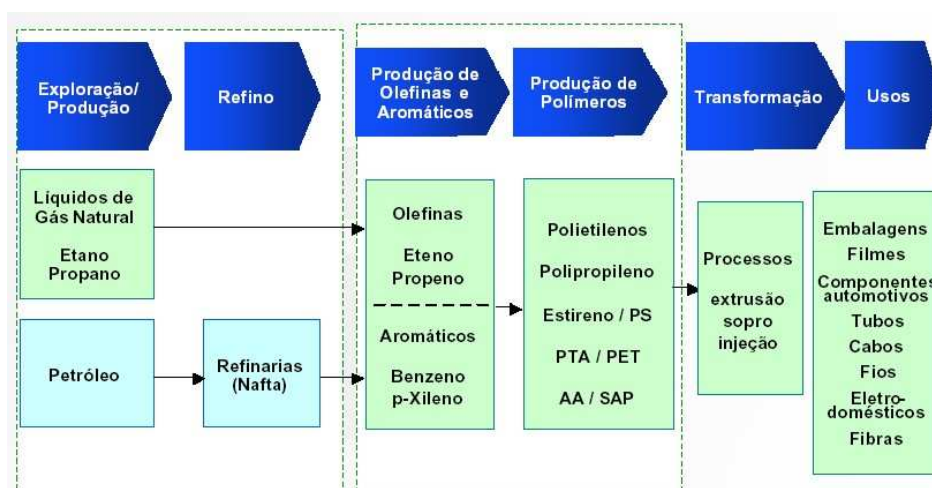 Exploração/
Produção
Refino
Produção de
Olefinas e
Aromáticos
Produção de
Polímeros
Transformação
Usos
Líquidos de
Gás Natural
Etano
Propano
Petróleo
Refinarias
(Nafta)
Olefinas
Eteno
Propeno
Aromáticos
Benzeno
p-Xileno
Polietilenos
Polipropileno
Estireno / PS
PTA / PET
AA / SAP
Processos
extrusão
sopro
injeção
Embalagens
Filmes
Componentes
automotivos
Tubos
Cabos
Fios
Eletro-
domésticos
Fibras